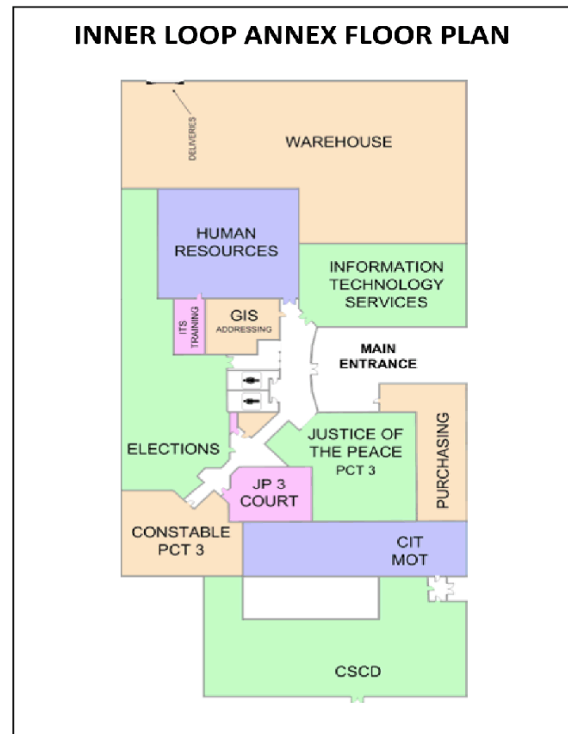 INNER LOOP ANNEX FLOOR PLAN
DELIVERIES
WAREHOUSE
HUMAN
RESOURCES
INFORMATION
TECHNOLOGY
SERVICES
ITS
TRAINING
GIS
ADDRESSING
MAIN
ENTRANCE
ELECTIONS
JUSTICE OF
THE PEACE
PCT 3
PURCHASING
JP 3
COURT
CONSTABLE
PCT 3
CIT
MOT
CSCD